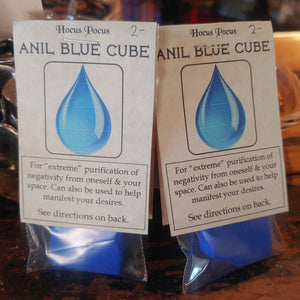 Hocus Pocus 2-
ANIL BLUE CUBE
For "extreme" purification of
negativity from oneself & your
space. Can also be used to help
manifest your desires.
See directions on back.
Hocus Pocus 2-
ANIL BLUE CUBE
For "extreme" purification of
negativity from oneself & your
space. Can also be used to help
manifest your desires.
See directions on back.